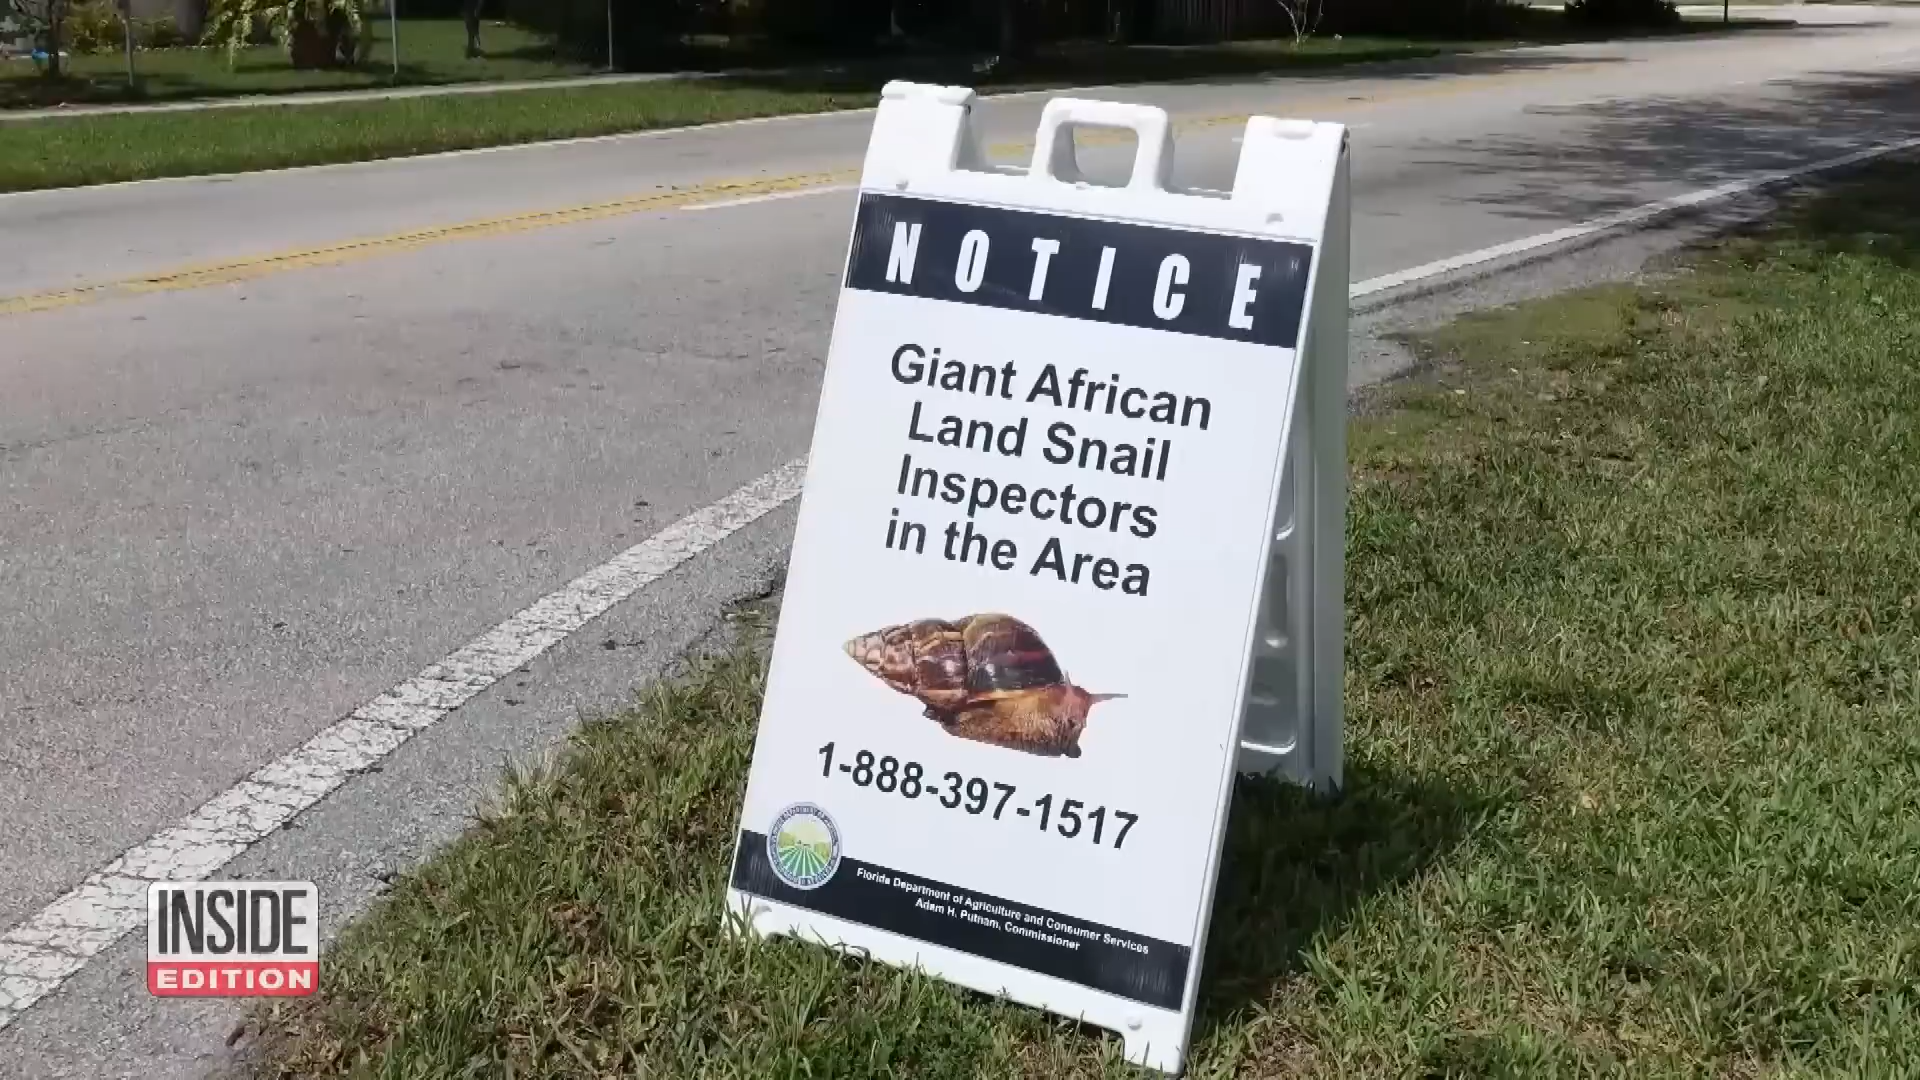 NOTICE
Giant African
Land Snail
Inspectors
in the Area
1-888-397-1517
Florida Department of Agriculture and Consumer Services
Adam H. Putnam, Commissioner
INSIDE
EDITION